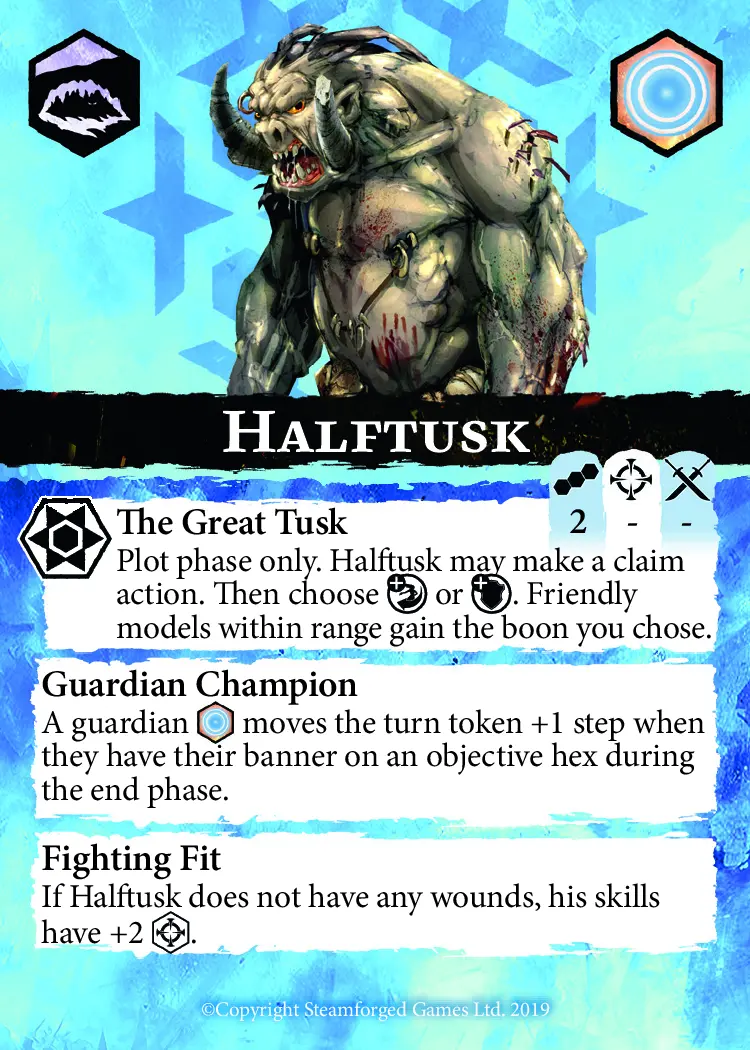 HALFTUSK
The Great Tusk
2 - -
Plot phase only. Halftusk may make a claim
action. Then choose or . Friendly
models within range gain the boon you chose.
Guardian Champion
A guardian moves the turn token +1 step when
they have their banner on an objective hex during
the end phase.
Fighting Fit
If Halftusk does not have any wounds, his skills
have +2 .
©Copyright Steamforged Games Ltd. 2019